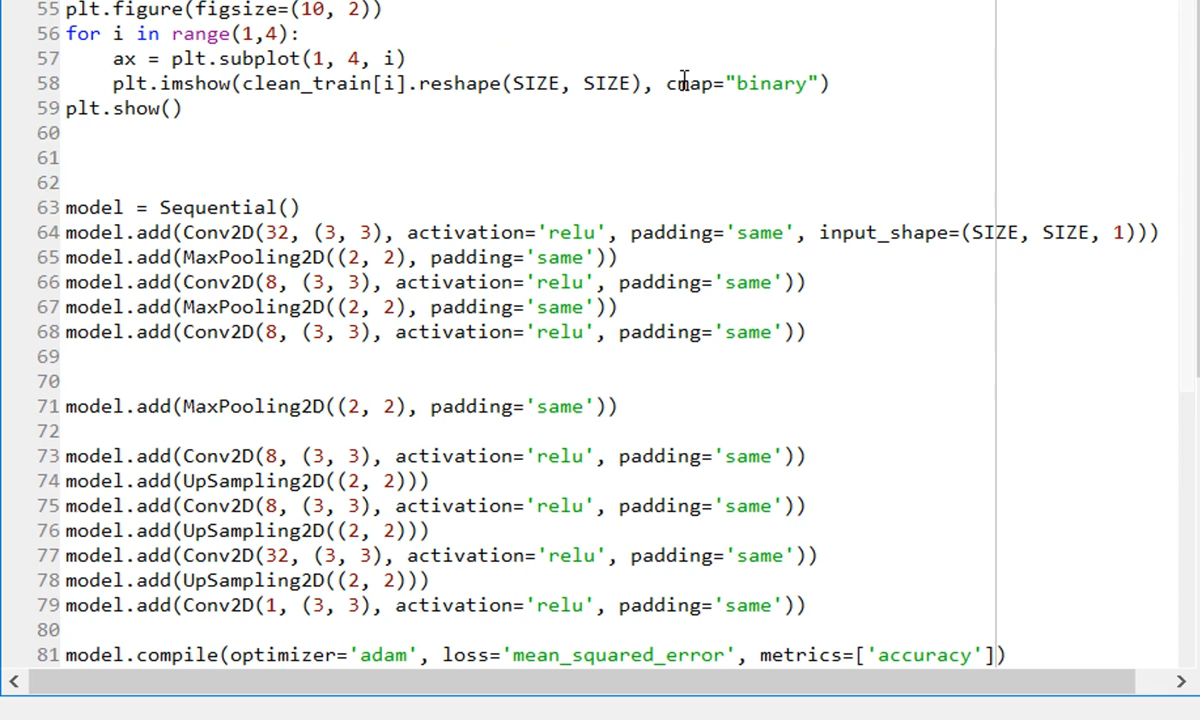 55 plt.figure(figsize=(10, 2))
56 for i in range(1,4):
57     ax = plt.subplot(1, 4, i)
58     plt.imshow(clean_train[i].reshape(SIZE, SIZE), cmap="binary")
59 plt.show()
60
61
62
63 model = Sequential()
64 model.add(Conv2D(32, (3, 3), activation='relu', padding='same', input_shape=(SIZE, SIZE, 1)))
65 model.add(MaxPooling2D((2, 2), padding='same'))
66 model.add(Conv2D(8, (3, 3), activation='relu', padding='same'))
67 model.add(MaxPooling2D((2, 2), padding='same'))
68 model.add(Conv2D(8, (3, 3), activation='relu', padding='same'))
69
70
71 model.add(MaxPooling2D((2, 2), padding='same'))
72
73 model.add(Conv2D(8, (3, 3), activation='relu', padding='same'))
74 model.add(UpSampling2D((2, 2)))
75 model.add(Conv2D(8, (3, 3), activation='relu', padding='same'))
76 model.add(UpSampling2D((2, 2)))
77 model.add(Conv2D(32, (3, 3), activation='relu', padding='same'))
78 model.add(UpSampling2D((2, 2)))
79 model.add(Conv2D(1, (3, 3), activation='relu', padding='same'))
80
81 model.compile(optimizer='adam', loss='mean_squared_error', metrics=['accuracy'])